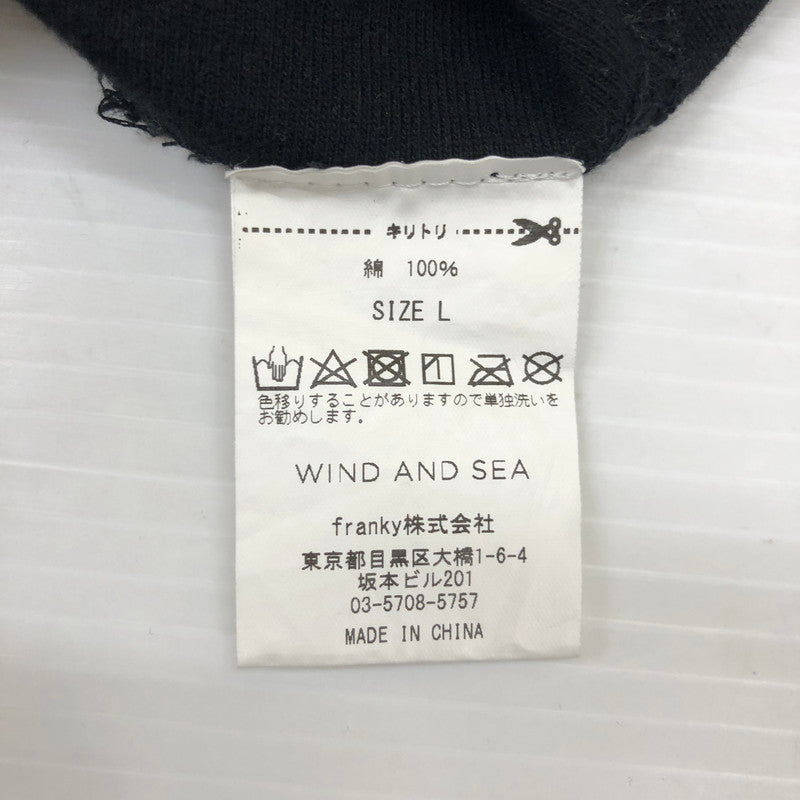 キリトリ
綿 100%
SIZE L
色移りすることがありますので単独洗いを
お勧めします。
WIND AND SEA
franky株式会社
東京都目黒区大橋1-6-4
坂本ビル201
03-5708-5757
MADE IN CHINA